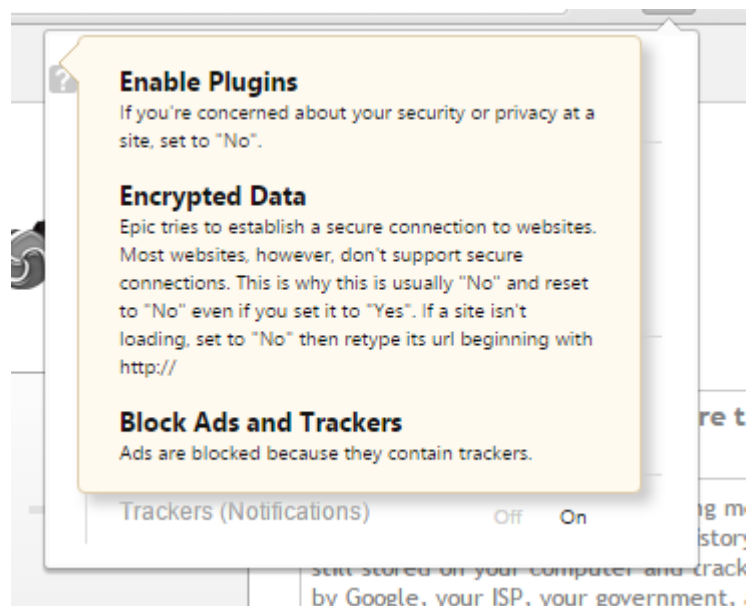 ?
Enable Plugins
If you're concerned about your security or privacy at a
site, set to "No".
Encrypted Data
Epic tries to establish a secure connection to websites.
Most websites, however, don't support secure
connections. This is why this is usually "No" and reset
to "No" even if you set it to "Yes". If a site isn't
loading, set to "No" then retype its url beginning with
http://
Block Ads and Trackers
Ads are blocked because they contain trackers.
Trackers (Notifications) Off On
still stored on your computer and track
by Google, your ISP, your government,